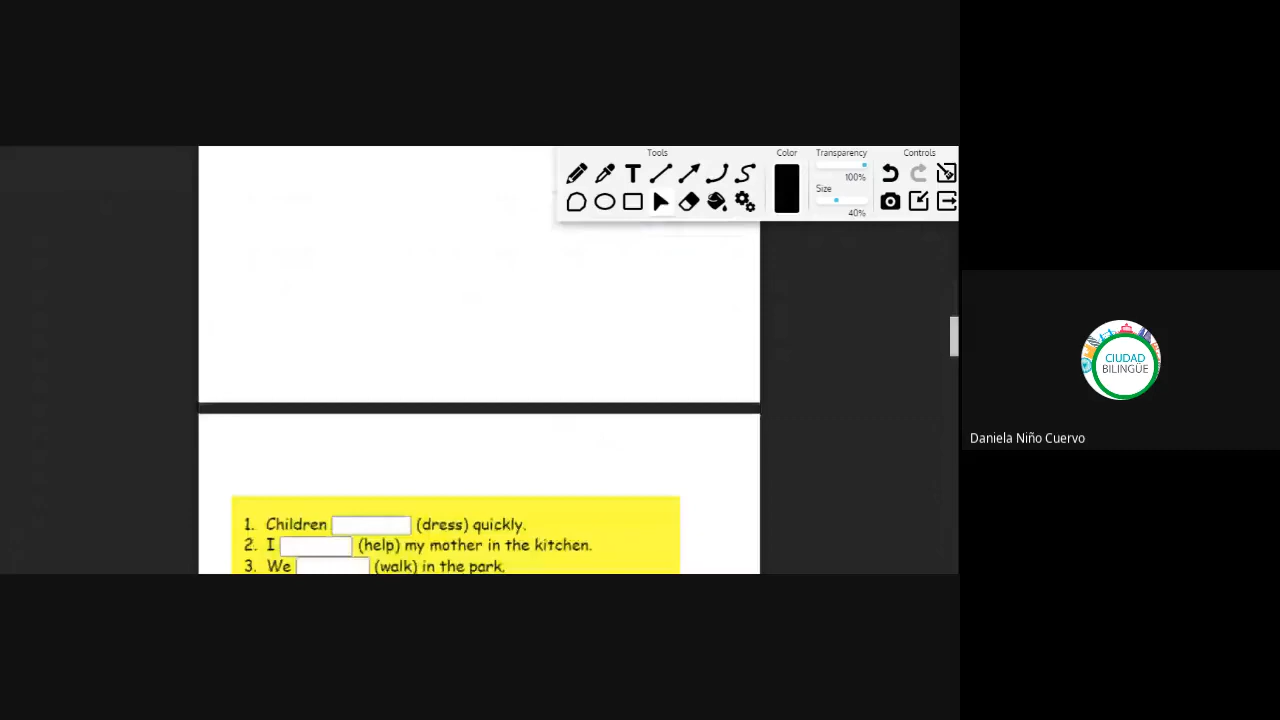 Tools
Color
Transparency
Controls
100%
Size
40%
T
1. Children (dress) quickly.
2. I (help) my mother in the kitchen.
3. We (walk) in the park.
CIUDAD
BILINGÜE
Daniela Niño Cuervo